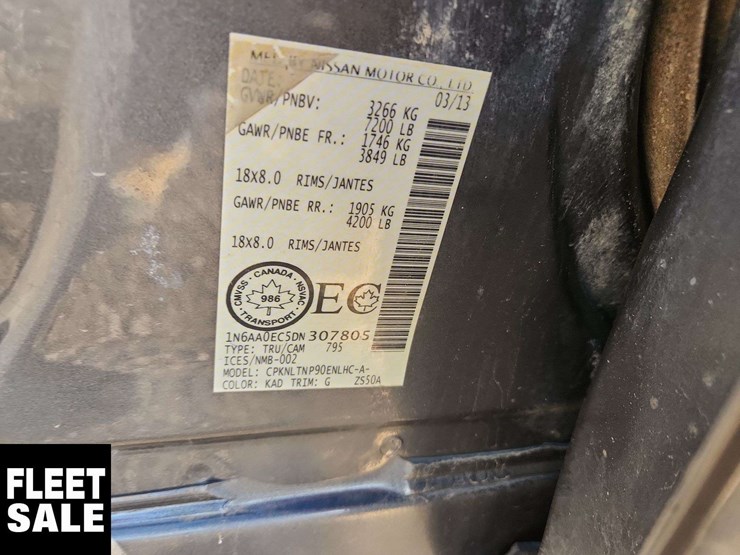 NISSAN MOTOR CO., LTD.
DATE: 03/13
GVWR/PNBV: 3266 KG
7200 LB
GAWR/PNBE FR.: 1746 KG
3849 LB
18x8.0 RIMS/JANTES
GAWR/PNBE RR.: 1905 KG
4200 LB
18x8.0 RIMS/JANTES
CMVSS · CANADA · NSVAC · TRANSPORT ·
986
EC
1N6AA0EC5DN307805
TYPE: TRU/CAM 795
ICES/NMB-002
MODEL: CPKNLTNP90ENLHC-A-
COLOR: KAD TRIM: G ZS50A
FLEET
SALE